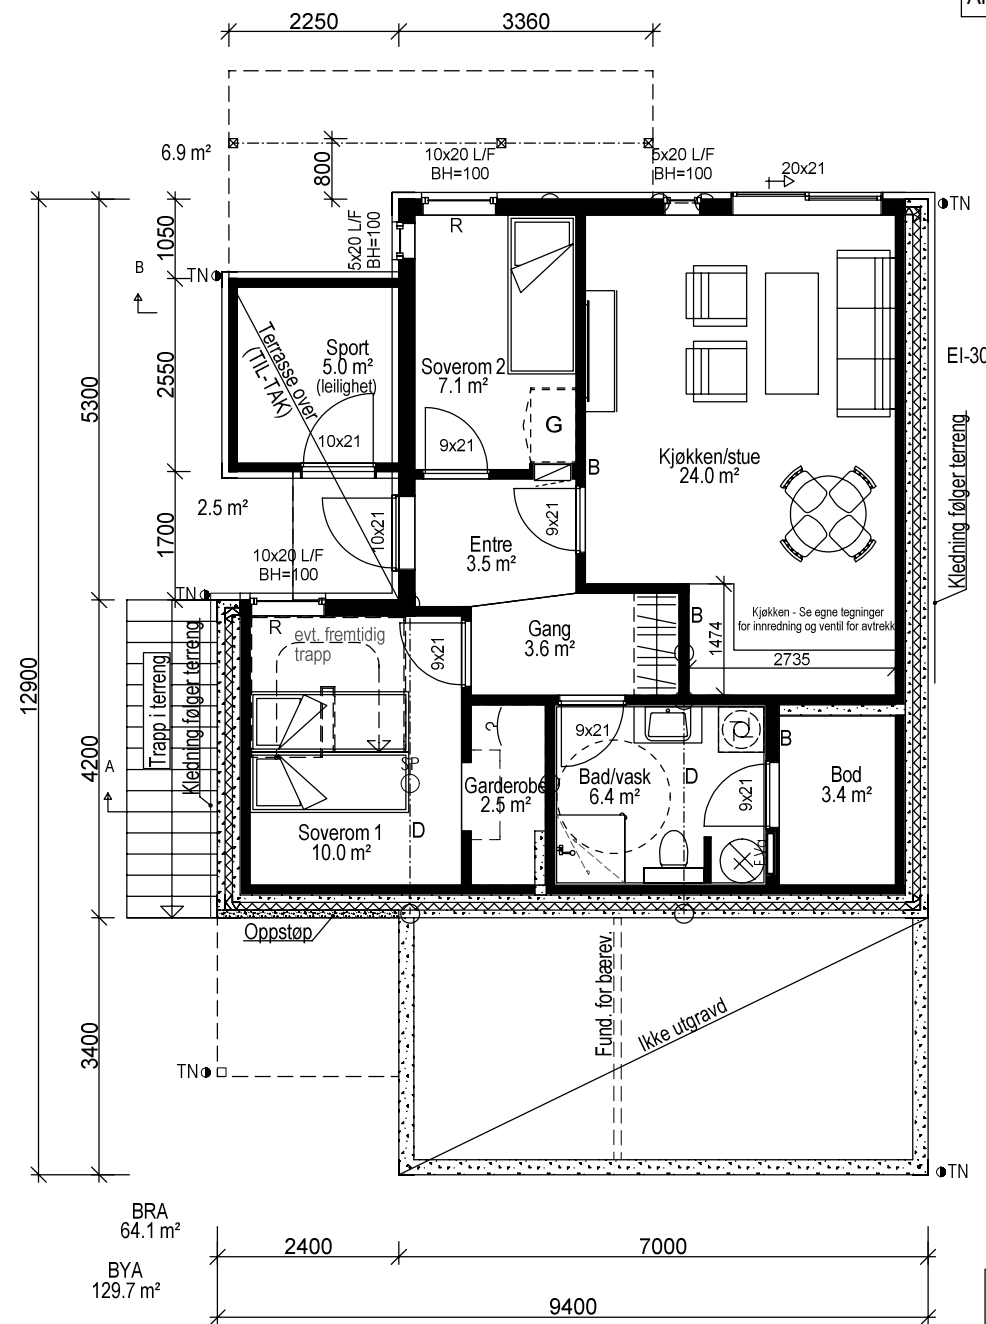 2250
3360
6.9 m²
800
10x20 L/F
BH=100
5x20 L/F
BH=100
20x21
TN
1050
5x20 L/F
BH=100
R
B
TN
Sport
5.0 m²
(leilighet)
Terrasse over
(TIL-TAK)
10x21
Soverom 2
7.1 m²
9x21
G
EI-30
2550
5300
Kjøkken/stue
24.0 m²
B
Kledning følger terreng
2.5 m²
1700
10x21
Entre
3.5 m²
9x21
10x20 L/F
BH=100
TN
R
evt. fremtidig
trapp
9x21
Gang
3.6 m²
B
1474
Kjøkken - Se egne tegninger
for innredning og ventil for avtrekk
2735
12900
Trapp i terreng
Kledning følger terreng
4200
A
SP
9x21
Garderobe
2.5 m²
Bad/vask
6.4 m²
D
9x21
B
Bod
3.4 m²
Soverom 1
10.0 m²
D
Oppstøp
Fund. for bærev.
Ikke utgravd
3400
TN
TN
BRA
64.1 m²
2400
7000
BYA
129.7 m²
9400